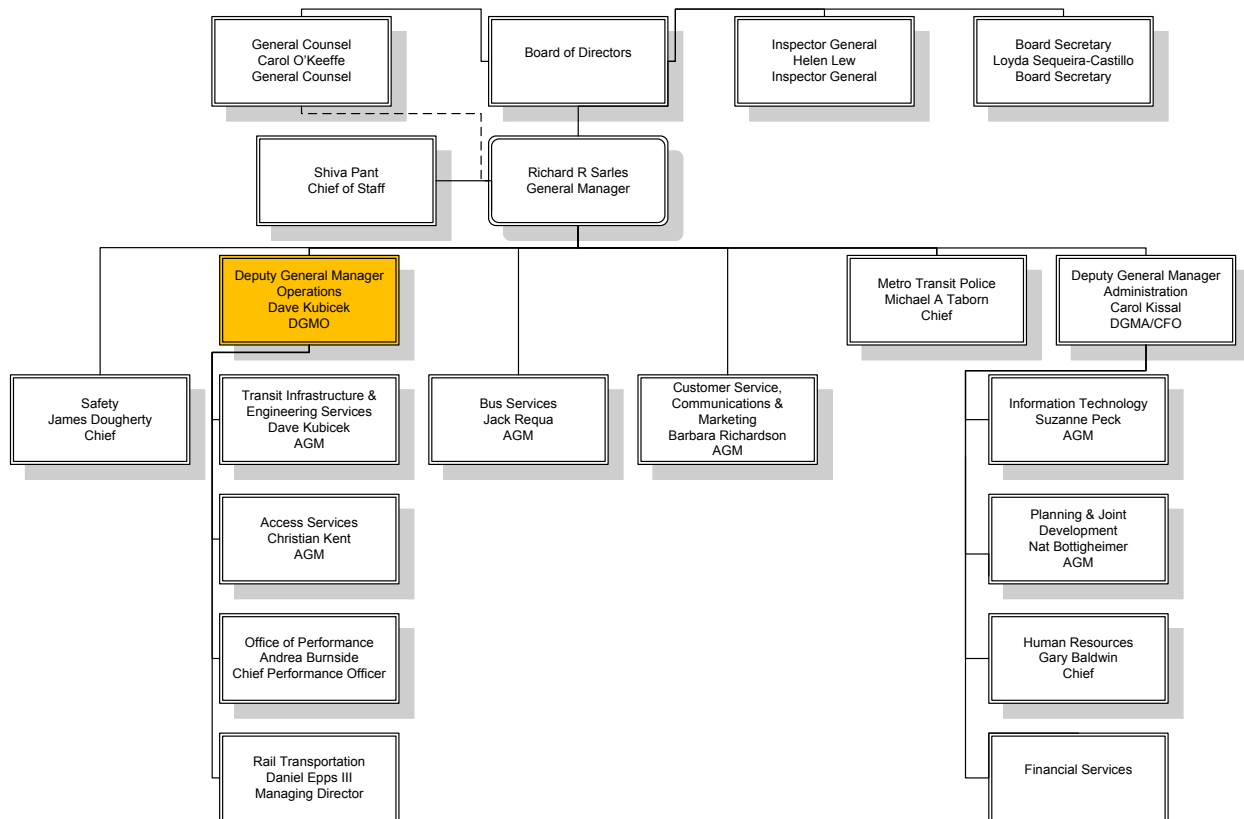 General Counsel
Carol O'Keeffe
General Counsel
Board of Directors
Inspector General
Helen Lew
Inspector General
Board Secretary
Loyda Sequeira-Castillo
Board Secretary
Shiva Pant
Chief of Staff
Richard R Sarles
General Manager
Deputy General Manager
Operations
Dave Kubicek
DGMO
Metro Transit Police
Michael A Taborn
Chief
Deputy General Manager
Administration
Carol Kissal
DGMA/CFO
Safety
James Dougherty
Chief
Transit Infrastructure &
Engineering Services
Dave Kubicek
AGM
Bus Services
Jack Requa
AGM
Customer Service,
Communications &
Marketing
Barbara Richardson
AGM
Information Technology
Suzanne Peck
AGM
Access Services
Christian Kent
AGM
Planning & Joint
Development
Nat Bottigheimer
AGM
Office of Performance
Andrea Burnside
Chief Performance Officer
Human Resources
Gary Baldwin
Chief
Rail Transportation
Daniel Epps III
Managing Director
Financial Services